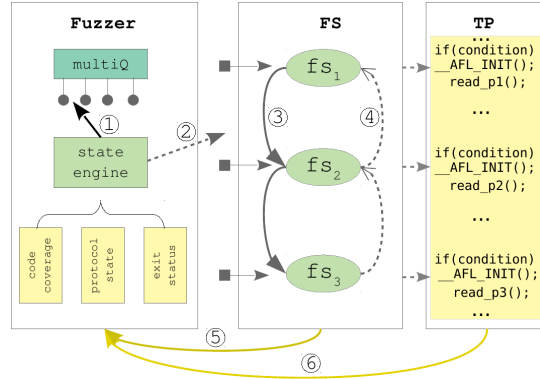 Fuzzer
multiQ
①
②
state
engine
code
coverage
protocol
state
exit
status
FS
fs1
③
④
fs2
fs3
TP
...
if(condition)
__AFL_INIT();
read_p1();
...
if(condition)
__AFL_INIT();
read_p2();
...
if(condition)
__AFL_INIT();
read_p3();
...
⑤
⑥